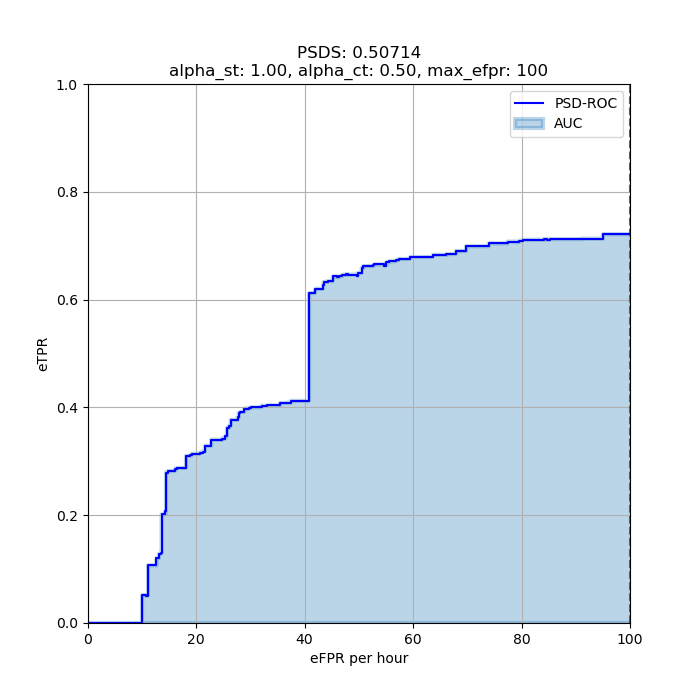 PSDS: 0.50714
alpha_st: 1.00, alpha_ct: 0.50, max_efpr: 100
1.0
PSD-ROC
AUC
0.8
0.6
eTPR
0.4
0.2
0.0
0 20 40 60 80 100
eFPR per hour